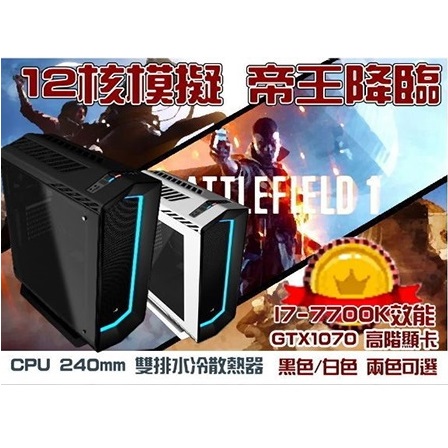 12核模擬 帝王降臨
ATTLEFIELD 1
I7-7700K效能
GTX1070 高階顯卡
CPU 240mm 雙排水冷散熱器 黑色/白色 兩色可選